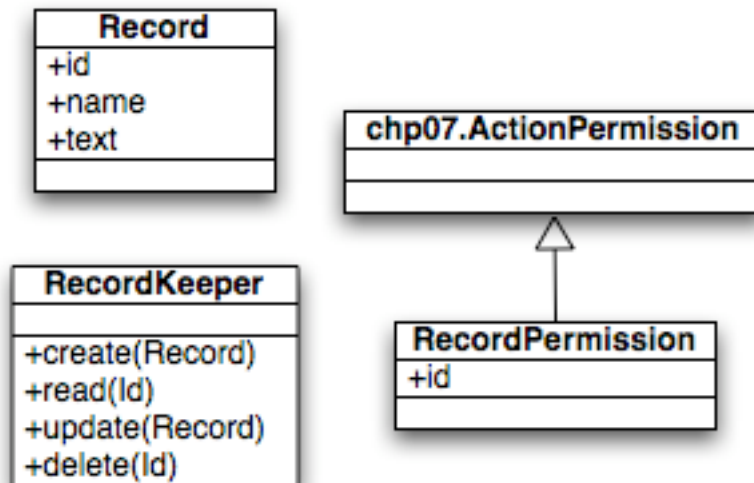 Record
+id
+name
+text
chp07.ActionPermission
RecordKeeper
+create(Record)
+read(Id)
+update(Record)
+delete(Id)
RecordPermission
+id